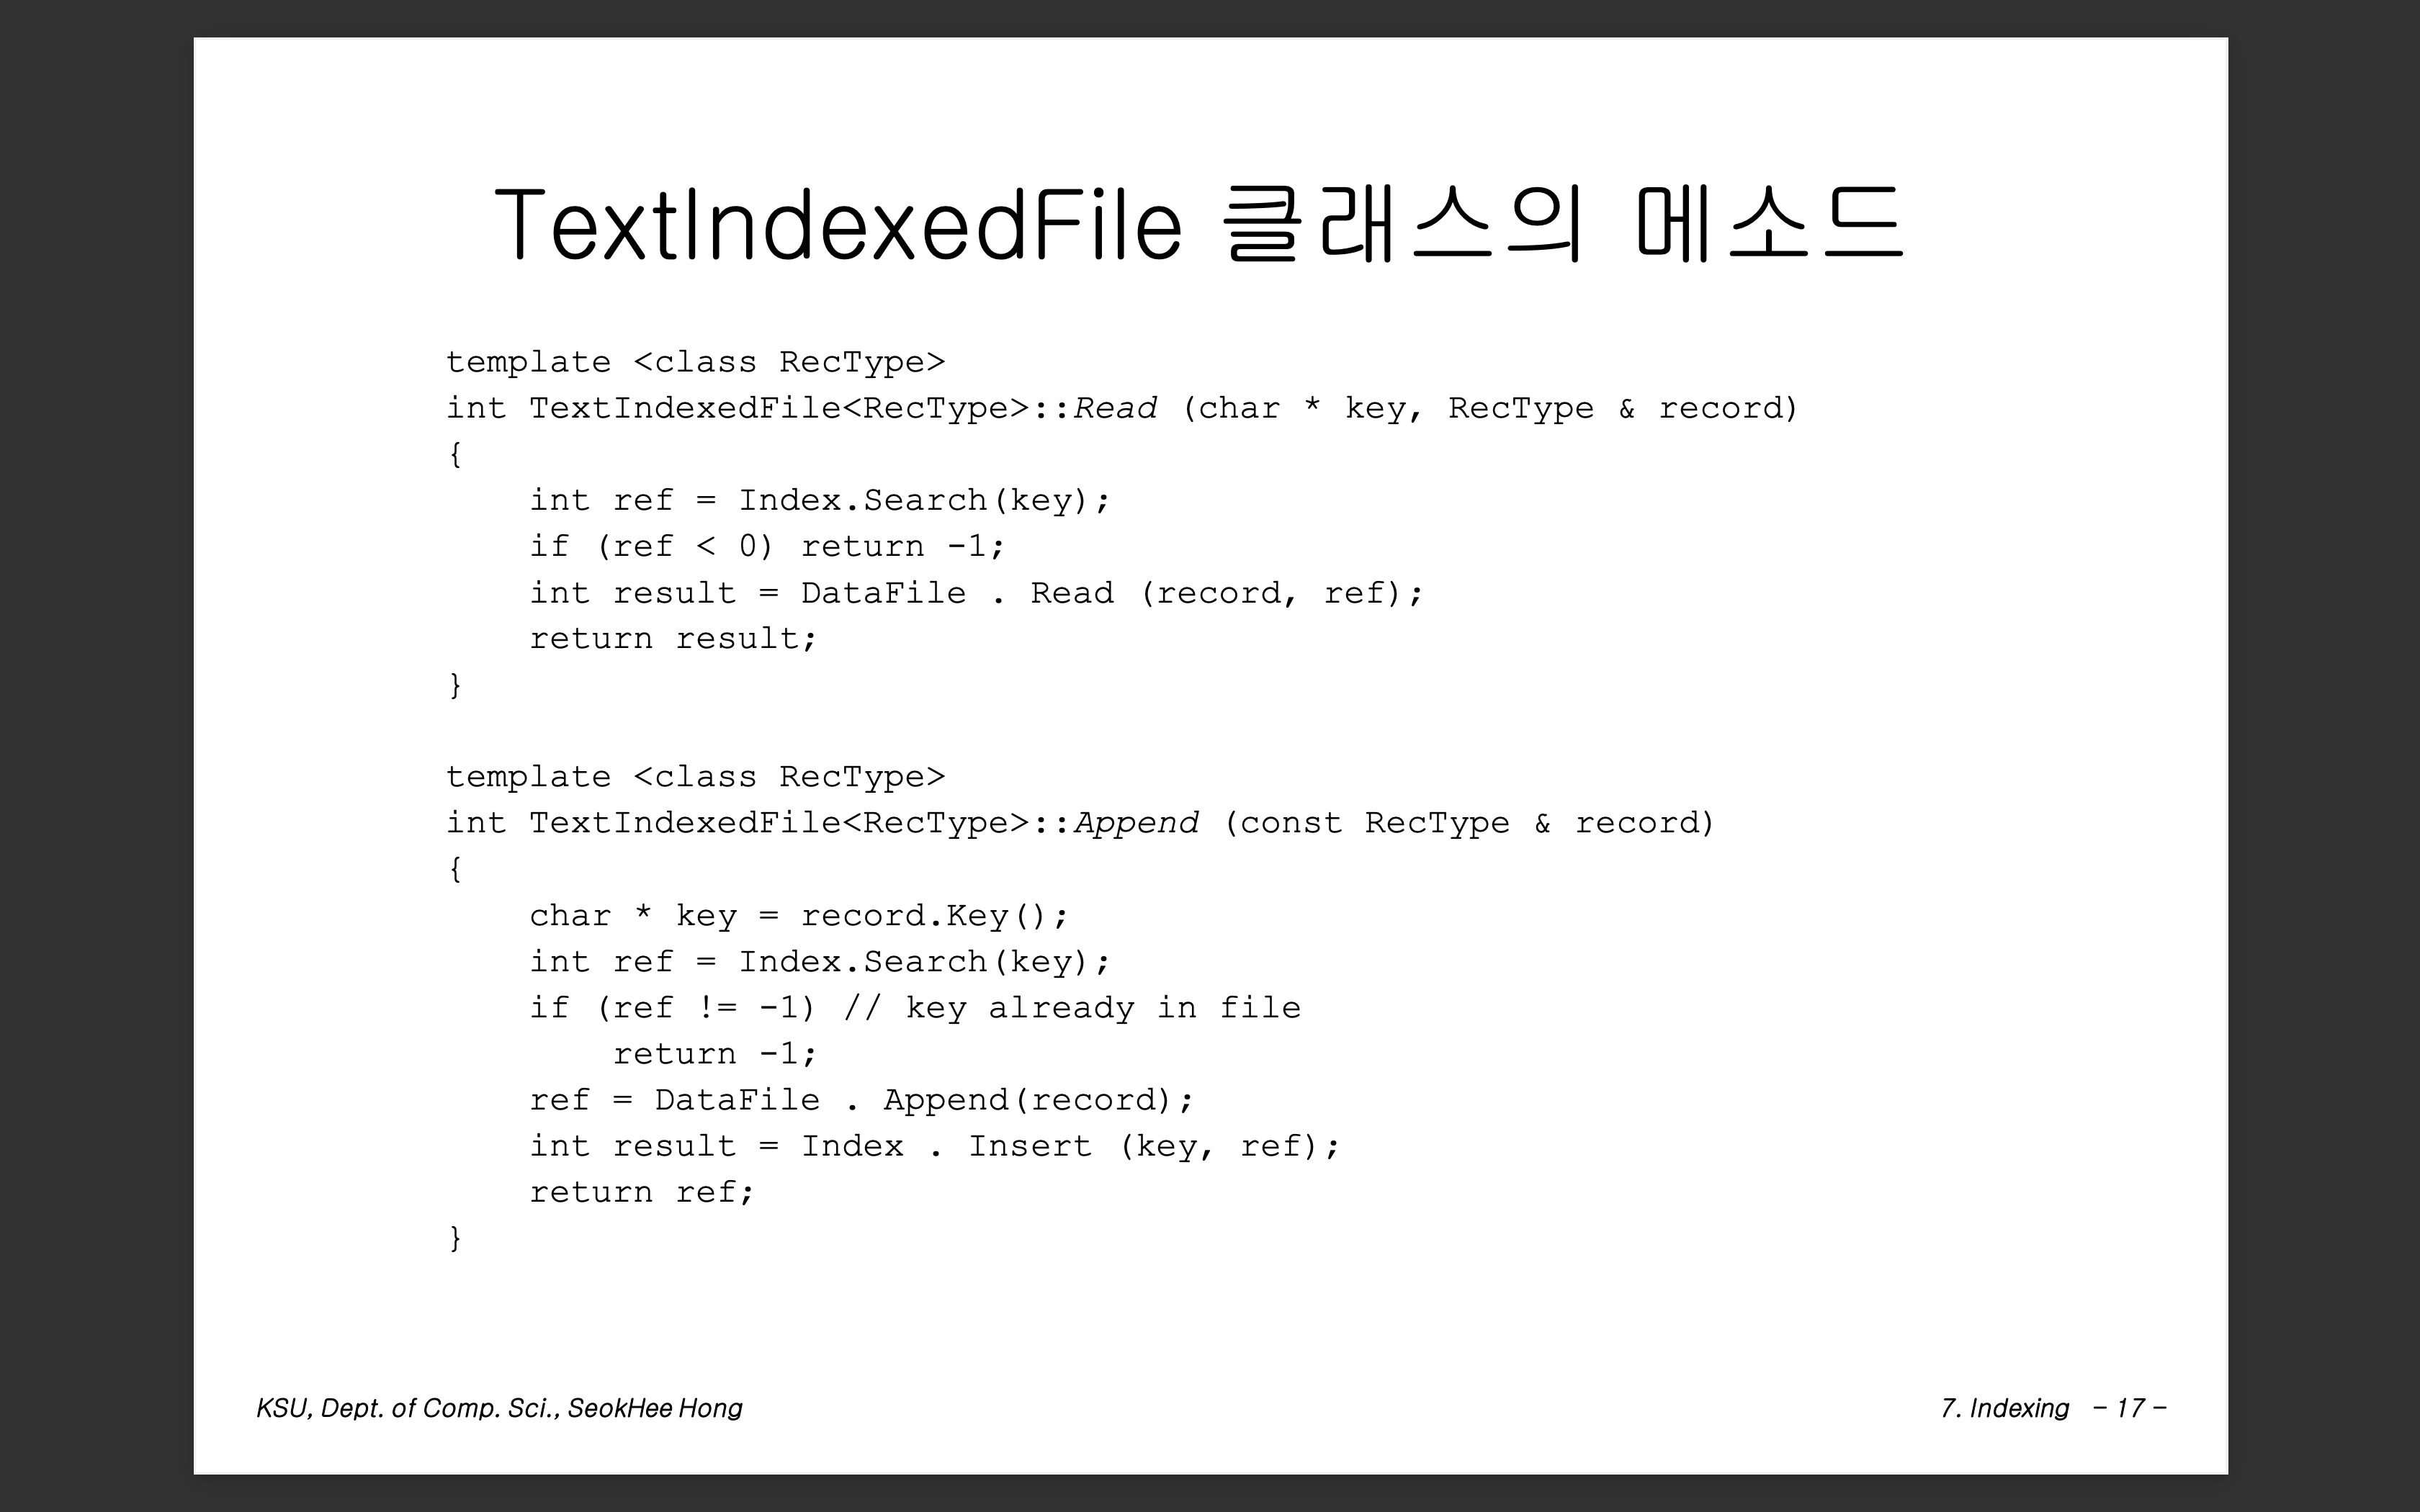 TextIndexedFile 클래스의 메소드
template <class RecType>
int TextIndexedFile<RecType>::Read (char * key, RecType & record)
{
    int ref = Index.Search(key);
    if (ref < 0) return -1;
    int result = DataFile . Read (record, ref);
    return result;
}
template <class RecType>
int TextIndexedFile<RecType>::Append (const RecType & record)
{
    char * key = record.Key();
    int ref = Index.Search(key);
    if (ref != -1) // key already in file
        return -1;
    ref = DataFile . Append(record);
    int result = Index . Insert (key, ref);
    return ref;
}
KSU, Dept. of Comp. Sci., SeokHee Hong
7. Indexing - 17 -